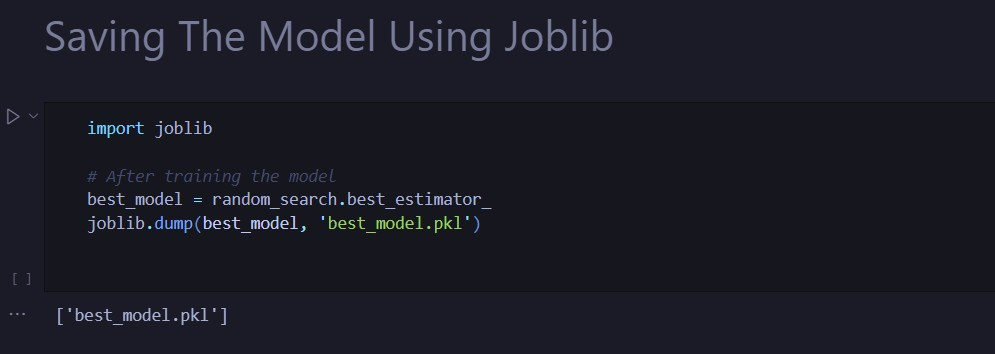 Saving The Model Using Joblib
import joblib
# After training the model
best_model = random_search.best_estimator_
joblib.dump(best_model, 'best_model.pkl')
[ ]
... ['best_model.pkl']